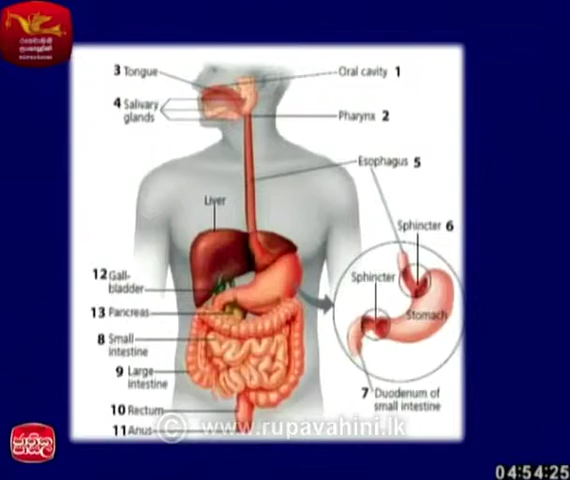 3 Tongue
Oral cavity 1
4 Salivary
glands
Pharynx 2
Esophagus 5
Liver
Sphincter 6
Sphincter
12 Gall-
bladder
13 Pancreas
Stomach
8 Small
intestine
9 Large
intestine
7 Duodenum of
small intestine
10 Rectum
11 Anus
© www.rupavahini.lk
ජාතික
පාසල
04:54:25